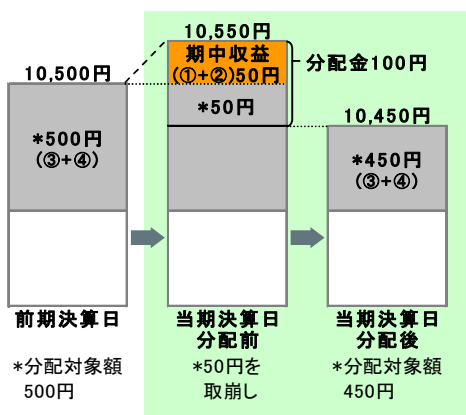 10,550円
期中収益
(①+②)50円
分配金100円
10,500円
*50円
10,450円
*500円
(③+④)
*450円
(③+④)
前期決算日
当期決算日
分配前
当期決算日
分配後
*分配対象額
500円
*50円を
取崩し
*分配対象額
450円